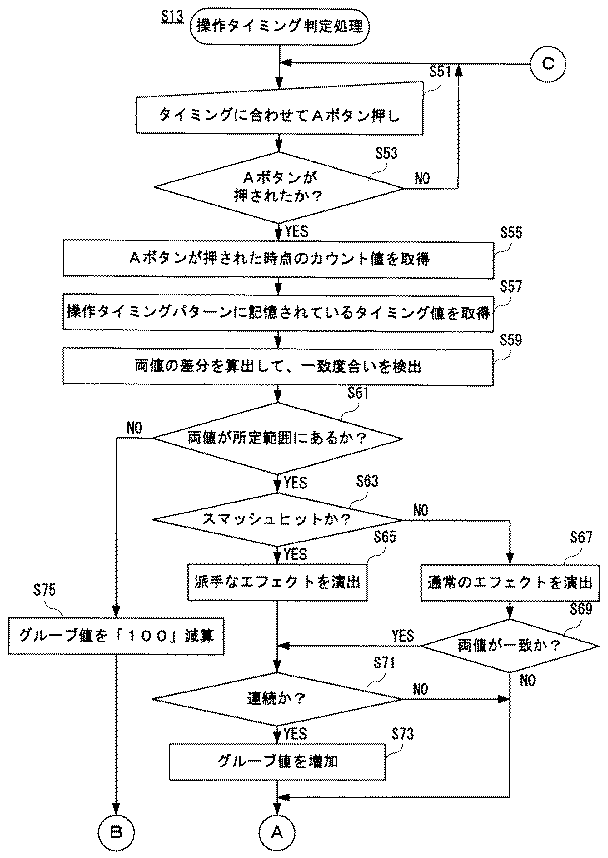 S13
操作タイミング判定処理
C
S51
タイミングに合わせてAボタン押し
S53
Aボタンが
押されたか?
NO
YES
S55
Aボタンが押された時点のカウント値を取得
S57
操作タイミングパターンに記憶されているタイミング値を取得
S59
両値の差分を算出して、一致度合いを検出
S61
両値が所定範囲にあるか?
NO
YES
S63
スマッシュヒットか?
NO
YES
S65
派手なエフェクトを演出
S67
通常のエフェクトを演出
S75
グルーブ値を「100」減算
S69
両値が一致か?
YES
NO
S71
連続か?
NO
YES
S73
グルーブ値を増加
B
A